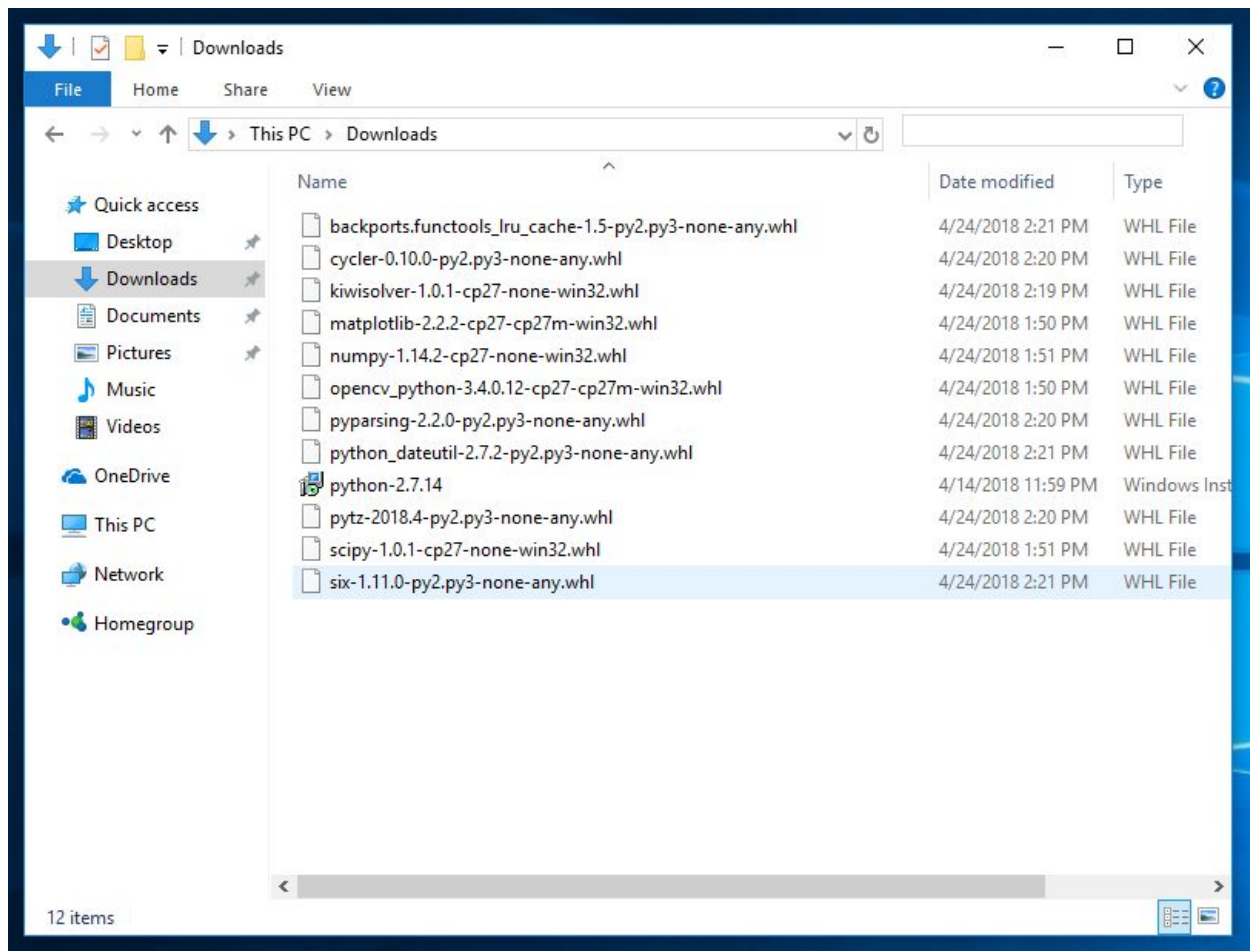 Downloads
File Home Share View
This PC > Downloads
Name Date modified Type
Quick access
Desktop
Downloads
Documents
Pictures
Music
Videos
OneDrive
This PC
Network
Homegroup
backports.functools_lru_cache-1.5-py2.py3-none-any.whl 4/24/2018 2:21 PM WHL File
cycler-0.10.0-py2.py3-none-any.whl 4/24/2018 2:20 PM WHL File
kiwisolver-1.0.1-cp27-none-win32.whl 4/24/2018 2:19 PM WHL File
matplotlib-2.2.2-cp27-cp27m-win32.whl 4/24/2018 1:50 PM WHL File
numpy-1.14.2-cp27-none-win32.whl 4/24/2018 1:51 PM WHL File
opencv_python-3.4.0.12-cp27-cp27m-win32.whl 4/24/2018 1:50 PM WHL File
pyparsing-2.2.0-py2.py3-none-any.whl 4/24/2018 2:20 PM WHL File
python_dateutil-2.7.2-py2.py3-none-any.whl 4/24/2018 2:21 PM WHL File
python-2.7.14 4/14/2018 11:59 PM Windows Inst
pytz-2018.4-py2.py3-none-any.whl 4/24/2018 2:20 PM WHL File
scipy-1.0.1-cp27-none-win32.whl 4/24/2018 1:51 PM WHL File
six-1.11.0-py2.py3-none-any.whl 4/24/2018 2:21 PM WHL File
12 items